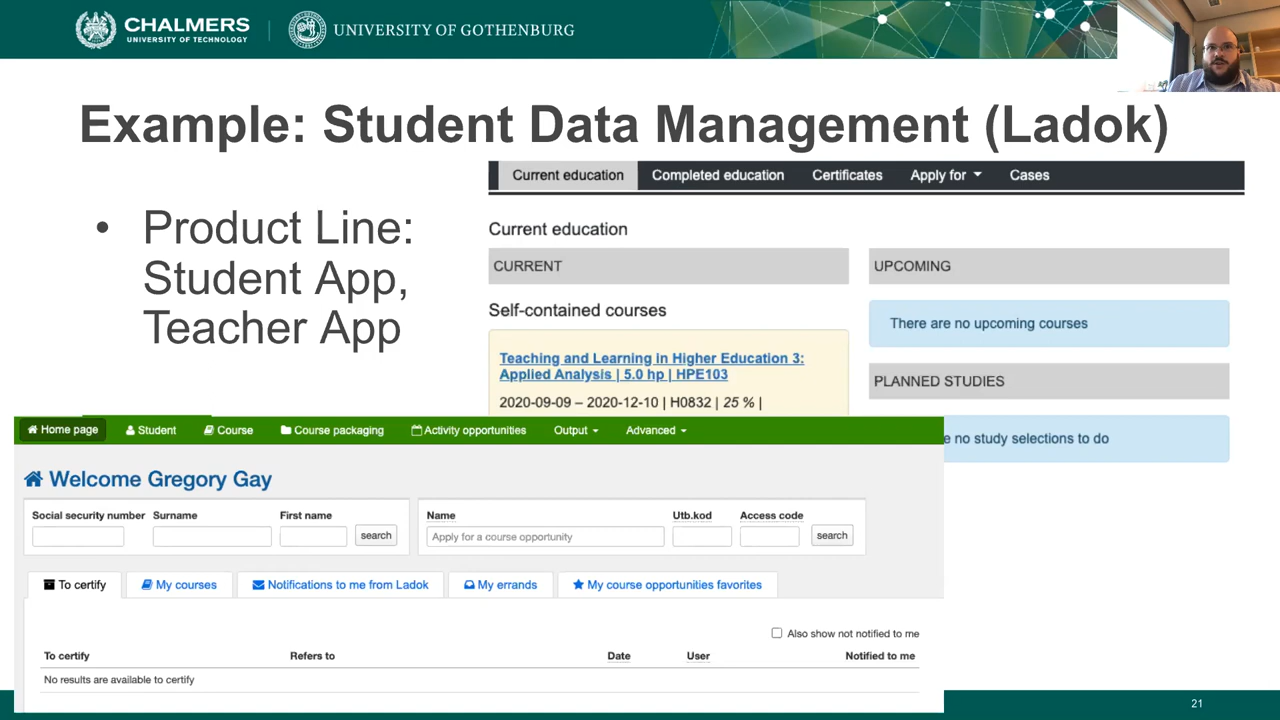 CHALMERS
UNIVERSITY OF TECHNOLOGY
UNIVERSITY OF GOTHENBURG
Example: Student Data Management (Ladok)
• Product Line:
Student App,
Teacher App
Current education Completed education Certificates Apply for Cases
Current education
CURRENT
UPCOMING
Self-contained courses
There are no upcoming courses
Teaching and Learning in Higher Education 3:
Applied Analysis | 5.0 hp | HPE103
PLANNED STUDIES
2020-09-09 – 2020-12-10 | H0832 | 25 % |
e no study selections to do
Home page Student Course Course packaging Activity opportunities Output Advanced
Welcome Gregory Gay
Social security number Surname First name
search
Name Utb.kod Access code
Apply for a course opportunity search
To certify My courses Notifications to me from Ladok My errands My course opportunities favorites
Also show not notified to me
To certify Refers to Date User Notified to me
No results are available to certify
21